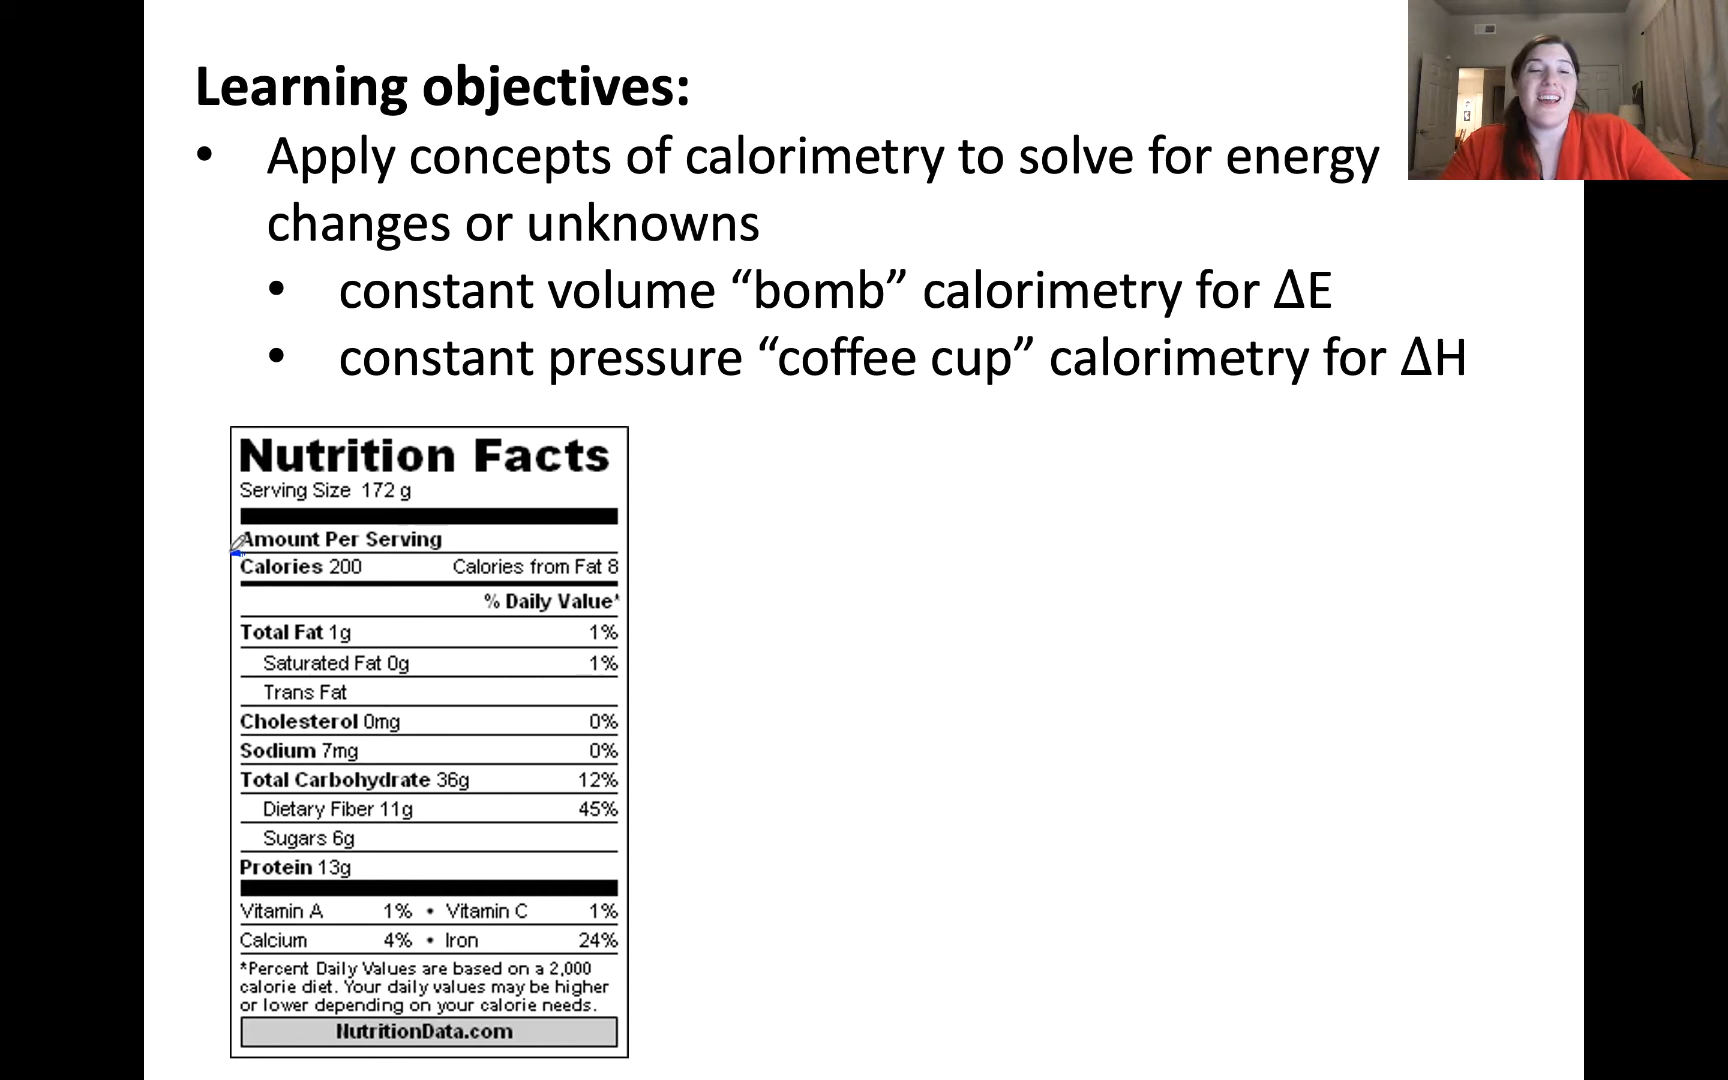 Learning objectives:
• Apply concepts of calorimetry to solve for energy
changes or unknowns
• constant volume “bomb” calorimetry for ΔE
• constant pressure “coffee cup” calorimetry for ΔH
Nutrition Facts
Serving Size 172 g
Amount Per Serving
Calories 200 Calories from Fat 8
% Daily Value*
Total Fat 1g 1%
Saturated Fat 0g 1%
Trans Fat
Cholesterol 0mg 0%
Sodium 7mg 0%
Total Carbohydrate 36g 12%
Dietary Fiber 11g 45%
Sugars 6g
Protein 13g
Vitamin A 1% • Vitamin C 1%
Calcium 4% • Iron 24%
*Percent Daily Values are based on a 2,000
calorie diet. Your daily values may be higher
or lower depending on your calorie needs.
NutritionData.com